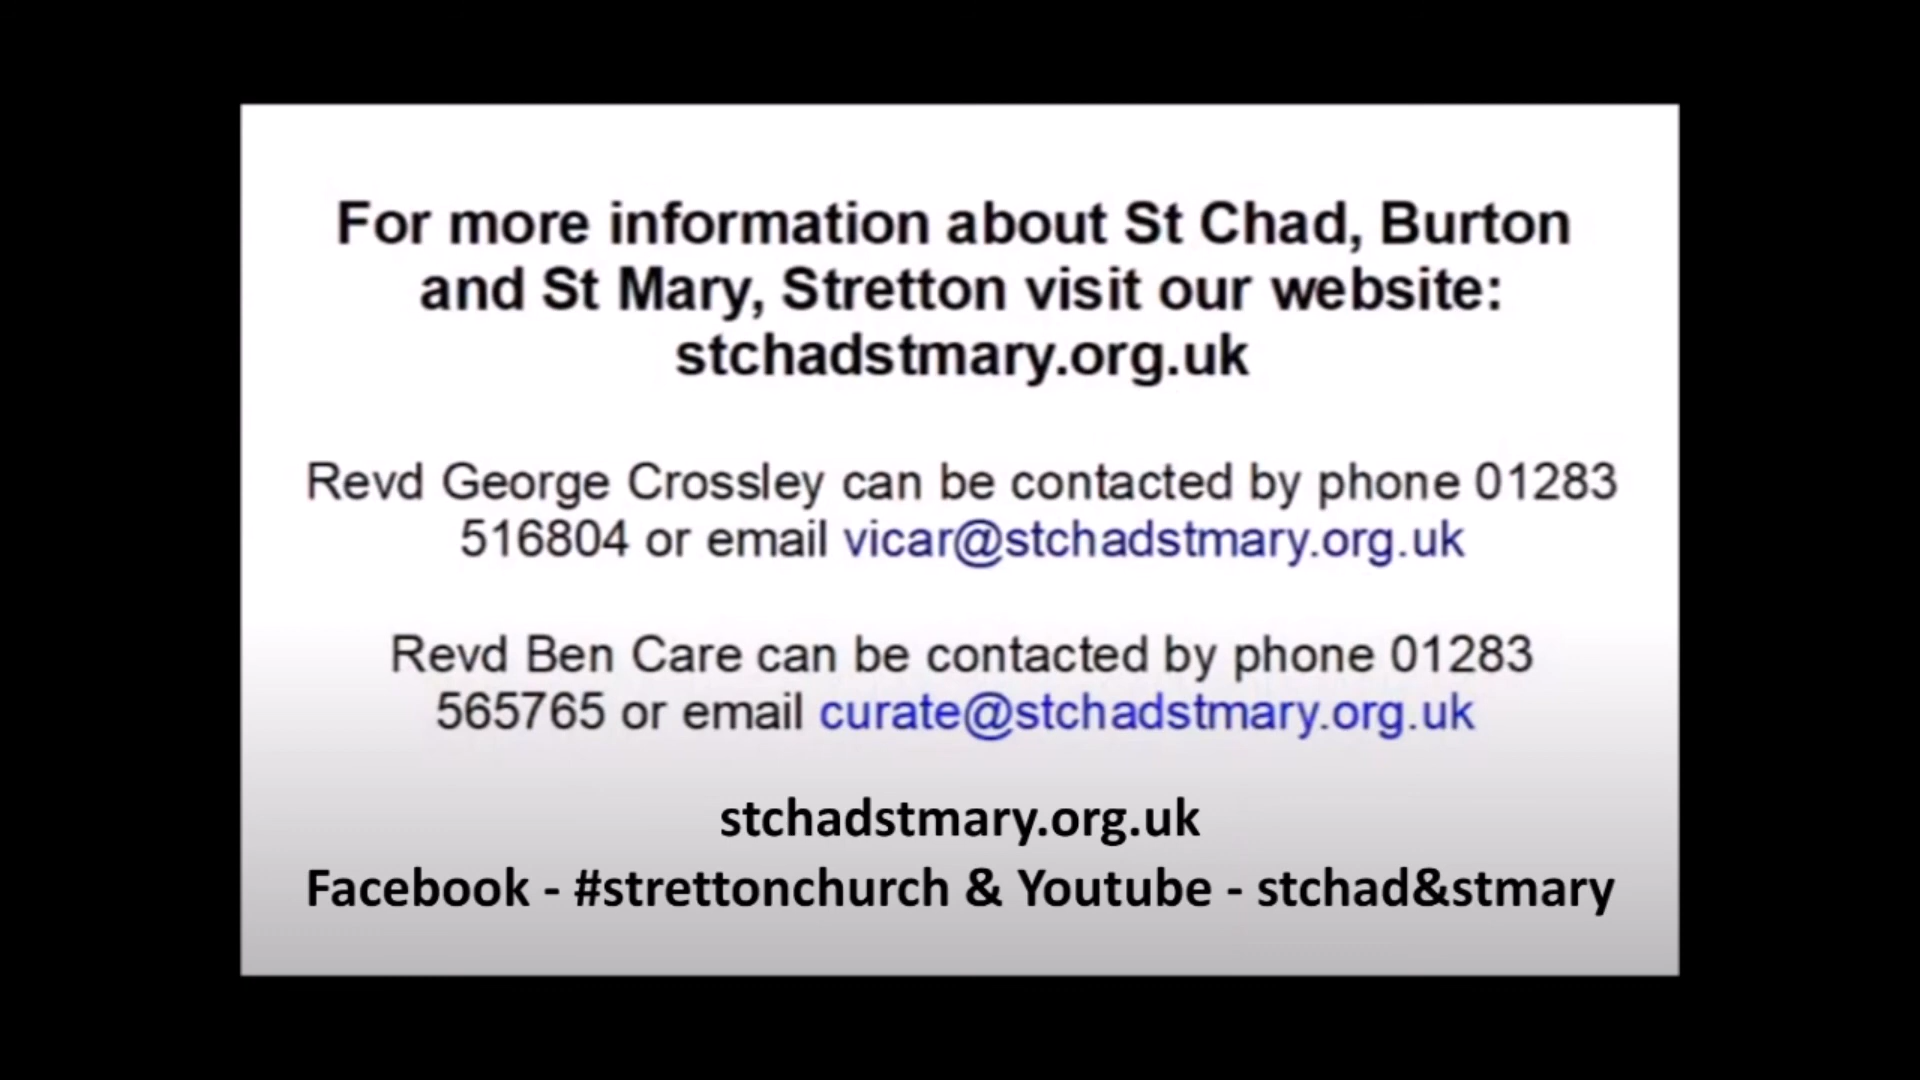 For more information about St Chad, Burton
and St Mary, Stretton visit our website:
stchadstmary.org.uk
Revd George Crossley can be contacted by phone 01283
516804 or email vicar@stchadstmary.org.uk
Revd Ben Care can be contacted by phone 01283
565765 or email curate@stchadstmary.org.uk
stchadstmary.org.uk
Facebook - #strettonchurch & Youtube - stchad&stmary